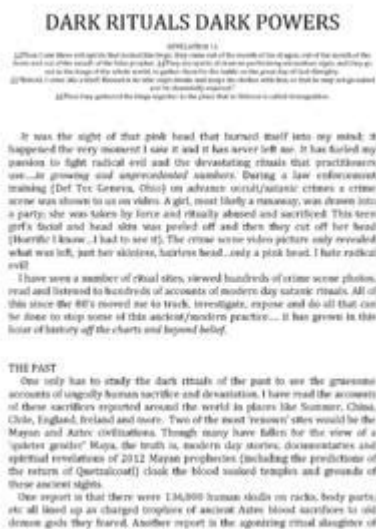 DARK RITUALS DARK POWERS
REVELATION 16
It was the sight of that pink head that burned itself into my mind; it
happened the very moment I saw it and it has never left me. It has fueled my
passion to fight radical evil and the devastating rituals that practitioners
use....in growing and unprecedented numbers. During a law enforcement
training (Def Tec Geneva, Ohio) on advance occult/satanic crimes a crime
scene was shown to us on video. A girl, most likely a runaway, was drawn into
a party; she was taken by force and ritually abused and sacrificed. This teen
girl's facial and head skin was peeled off and then they cut off her head
(Horrific I know...I had to see it). The crime scene video picture only revealed
what was left, just her skinless, hairless head...only a pink head. I hate radical
evil!
I have seen a number of ritual sites, viewed hundreds of crime scene photos,
read and listened to hundreds of accounts of modern day satanic rituals. All of
this since the 80's moved me to track, investigate, expose and do all that can
be done to stop some of this ancient/modern practice.... it has grown in this
hour of history off the charts and beyond belief.
THE PAST
One only has to study the dark rituals of the past to see the gruesome
accounts of ungodly human sacrifice and devastation. I have read the accounts
of these sacrifices reported around the world in places like Summer, China,
Chile, England, Ireland and more. Two of the most 'renown' sites would be the
Mayan and Aztec civilizations. Though many have fallen for the view of a
Maya, the truth is, modern day stories, documentaries and
spiritual revelations of 2012 Mayan prophecies (including the predictions of
the return of Quetzalcoatl) cloak the blood soaked temples and grounds of
these ancient sights.
One report is that there were 136,000 human skulls on racks, body parts,
etc all lined up as charged trophies of ancient Aztec blood sacrifices to old
demon gods they feared. Another report is the agonizing ritual slaughter of